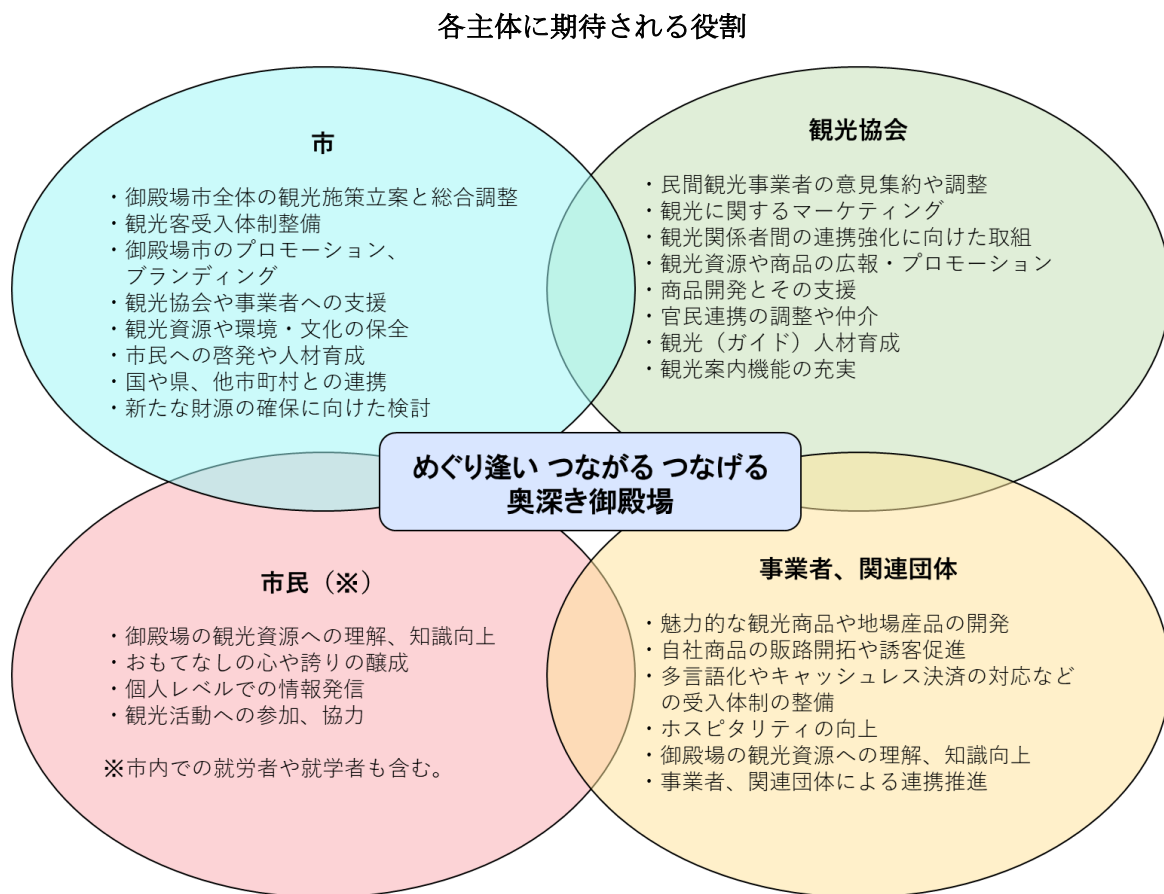 各主体に期待される役割
市
・御殿場市全体の観光施策立案と総合調整
・観光客受入体制整備
・御殿場市のプロモーション、
ブランディング
・観光協会や事業者への支援
・観光資源や環境・文化の保全
・市民への啓発や人材育成
・国や県、他市町村との連携
・新たな財源の確保に向けた検討
観光協会
・民間観光事業者の意見集約や調整
・観光に関するマーケティング
・観光関係者間の連携強化に向けた取組
・観光資源や商品の広報・プロモーション
・商品開発とその支援
・官民連携の調整や仲介
・観光（ガイド）人材育成
・観光案内機能の充実
めぐり逢い つながる つなげる
奥深き御殿場
市民（※）
・御殿場の観光資源への理解、知識向上
・おもてなしの心や誇りの醸成
・個人レベルでの情報発信
・観光活動への参加、協力
※市内での就労者や就学者も含む。
事業者、関連団体
・魅力的な観光商品や地場産品の開発
・自社商品の販路開拓や誘客促進
・多言語化やキャッシュレス決済の対応など
の受入体制の整備
・ホスピタリティの向上
・御殿場の観光資源への理解、知識向上
・事業者、関連団体による連携推進